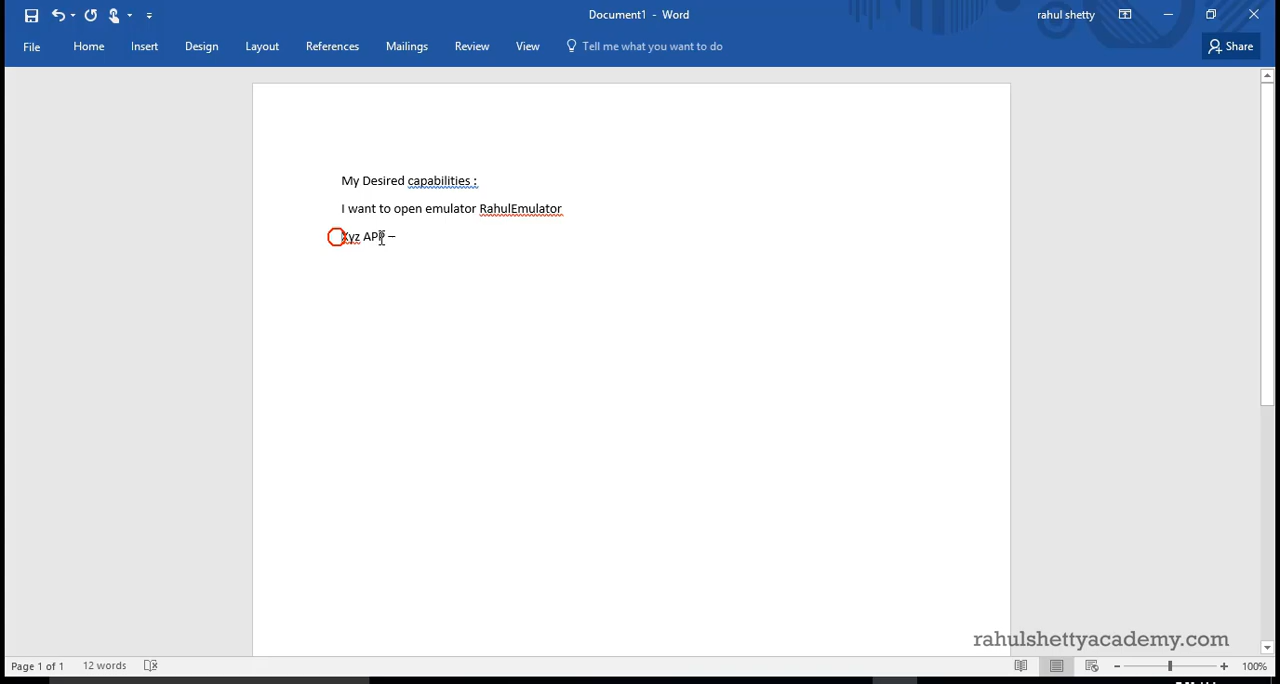 Document1 - Word
rahul shetty
File Home Insert Design Layout References Mailings Review View Tell me what you want to do Share
My Desired capabilities :
I want to open emulator RahulEmulator
Xyz APP –
rahulshettyacademy.com
Page 1 of 1 12 words 100%